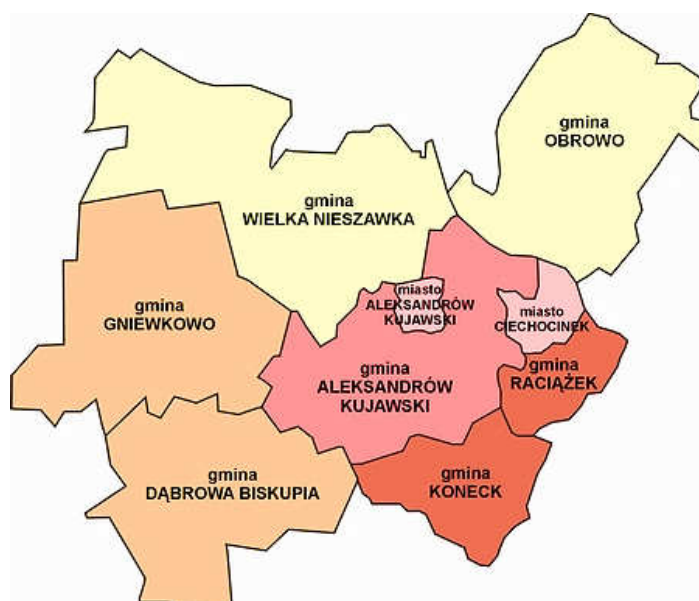 gmina
OBROWO
gmina
WIELKA NIESZAWKA
miasto
ALEKSANDRÓW
KUJAWSKI
gmina
GNIEWKOWO
miasto
CIECHOCINEK
gmina
ALEKSANDRÓW
KUJAWSKI
gmina
RACIĄŻEK
gmina
DĄBROWA BISKUPIA
gmina
KONECK